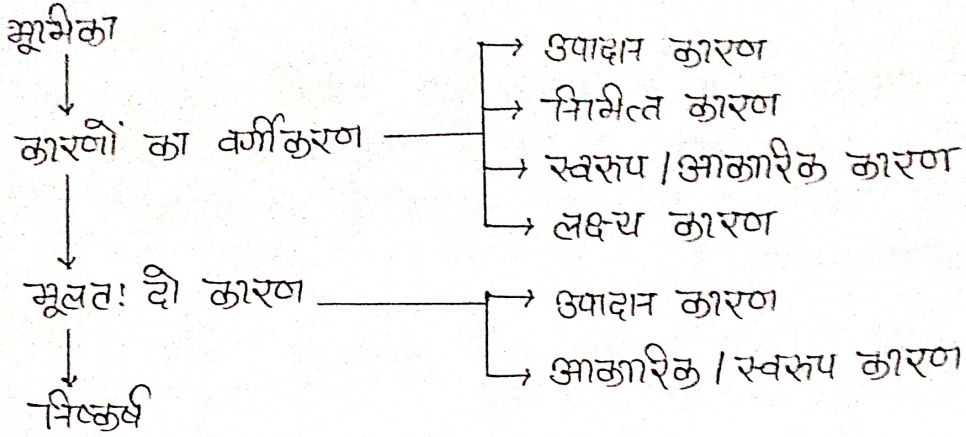 भूमिका
कारणों का वर्गीकरण
उपादान कारण
निमित्त कारण
स्वरुप / आकारिक कारण
लक्ष्य कारण
मूलतः दो कारण
उपादान कारण
आकारिक / स्वरुप कारण
निष्कर्ष